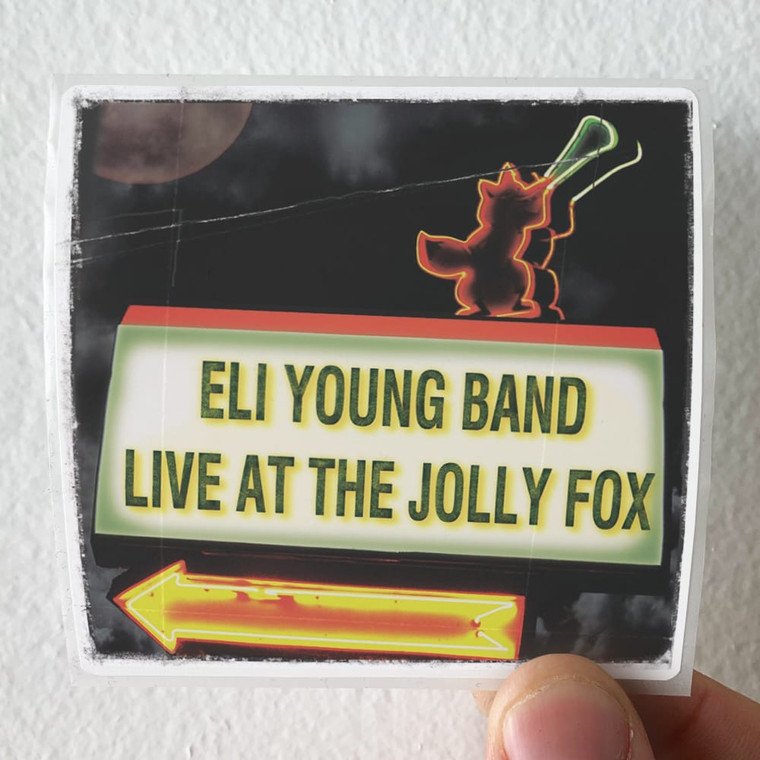 ELI YOUNG BAND
LIVE AT THE JOLLY FOX